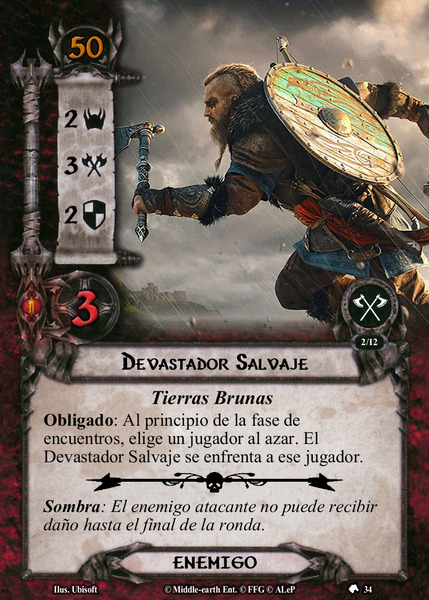 50
2
3
2
3
2/12
Devastador Salvaje
Tierras Brunas
Obligado: Al principio de la fase de
encuentros, elige un jugador al azar. El
Devastador Salvaje se enfrenta a ese jugador.
Sombra: El enemigo atacante no puede recibir
daño hasta el final de la ronda.
ENEMIGO
Ilus. Ubisoft © Middle-earth Ent. © FFG © ALeP 34